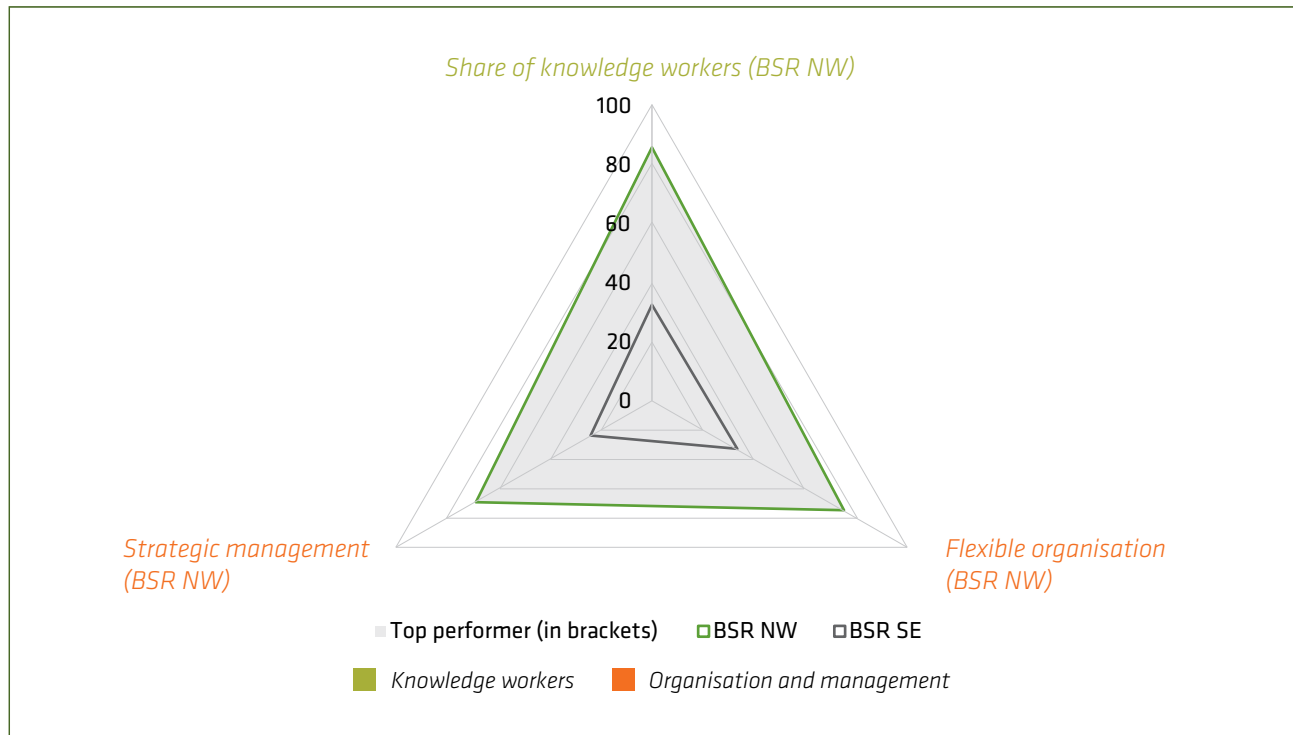 Share of knowledge workers (BSR NW)
100
80
60
40
20
0
Strategic management
(BSR NW)
Flexible organisation
(BSR NW)
Top performer (in brackets) BSR NW BSR SE
Knowledge workers Organisation and management